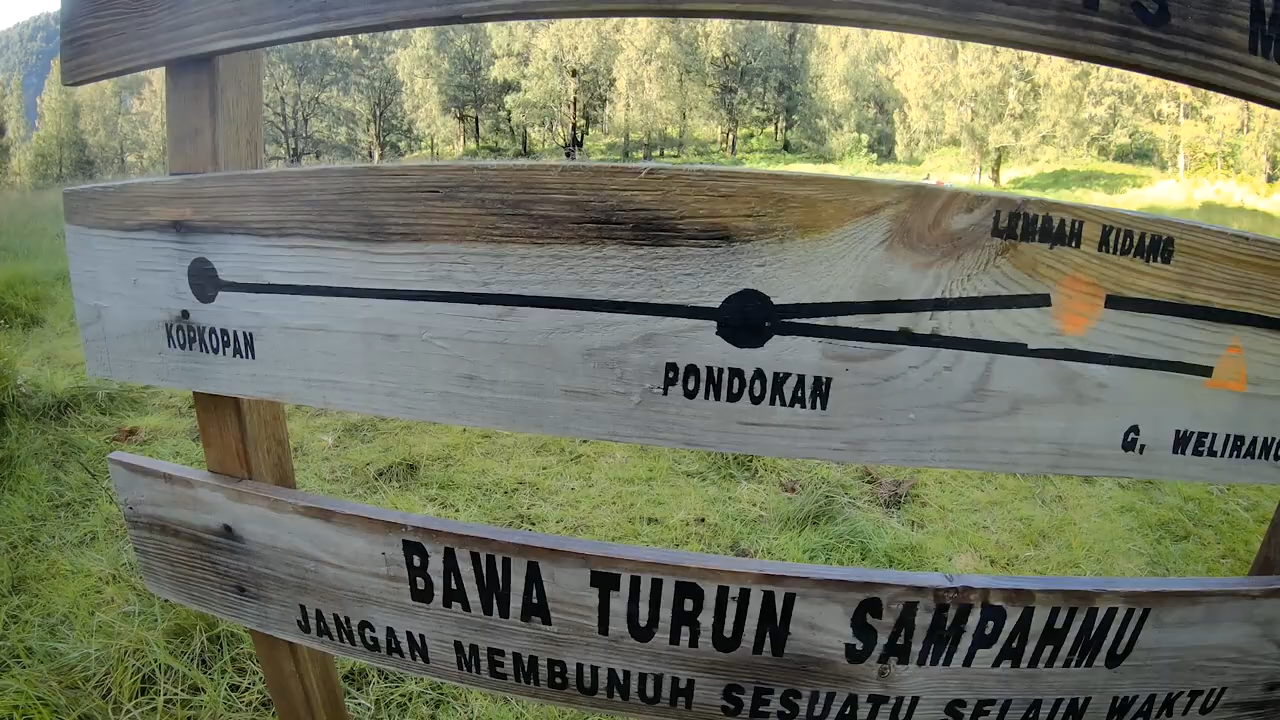 LEMBAH KIDANG
KOPKOPAN
PONDOKAN
G. WELIRANG
BAWA TURUN SAMPAHMU
JANGAN MEMBUNUH SESUATU SELAIN WAKTU